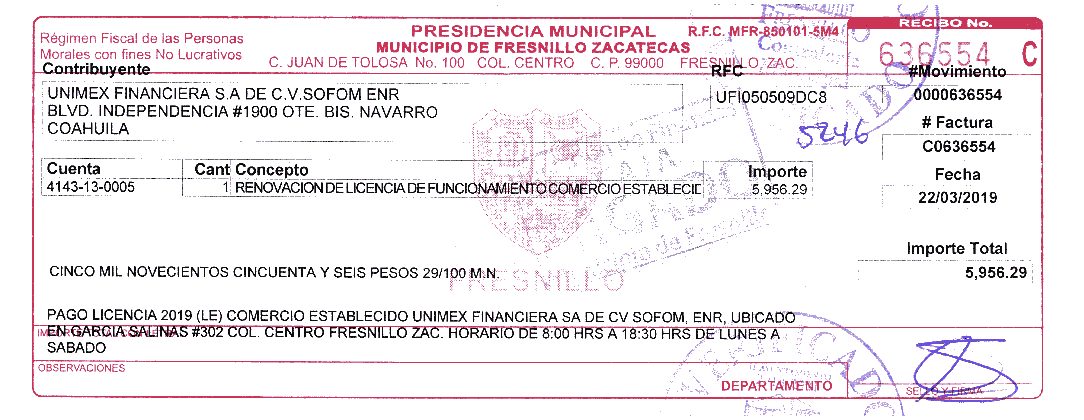 PRESIDENCIA MUNICIPAL
MUNICIPIO DE FRESNILLO ZACATECAS
C. JUAN DE TOLOSA No. 100 COL. CENTRO C. P. 99000 FRESNILLO, ZAC.
R.F.C. MFR-850101-5M4
RECIBO No.
636554 C
Régimen Fiscal de las Personas
Morales con fines No Lucrativos
Contribuyente
RFC
#Movimiento
UNIMEX FINANCIERA S.A DE C.V.SOFOM ENR
UFI050509DC8
0000636554
BLVD. INDEPENDENCIA #1900 OTE. BIS. NAVARRO
COAHUILA
5246
# Factura
C0636554
Cuenta Cant Concepto Importe
Fecha
4143-13-0005 1 RENOVACION DE LICENCIA DE FUNCIONAMIENTO COMERCIO ESTABLECIE 5,956.29
22/03/2019
Importe Total
CINCO MIL NOVECIENTOS CINCUENTA Y SEIS PESOS 29/100 M.N.
5,956.29
FRESNILLO
PAGO LICENCIA 2019 (LE) COMERCIO ESTABLECIDO UNIMEX FINANCIERA SA DE CV SOFOM, ENR, UBICADO
EN GARCIA SALINAS #302 COL. CENTRO FRESNILLO ZAC. HORARIO DE 8:00 HRS A 18:30 HRS DE LUNES A
SABADO
OBSERVACIONES
DEPARTAMENTO
SELLO Y FIRMA